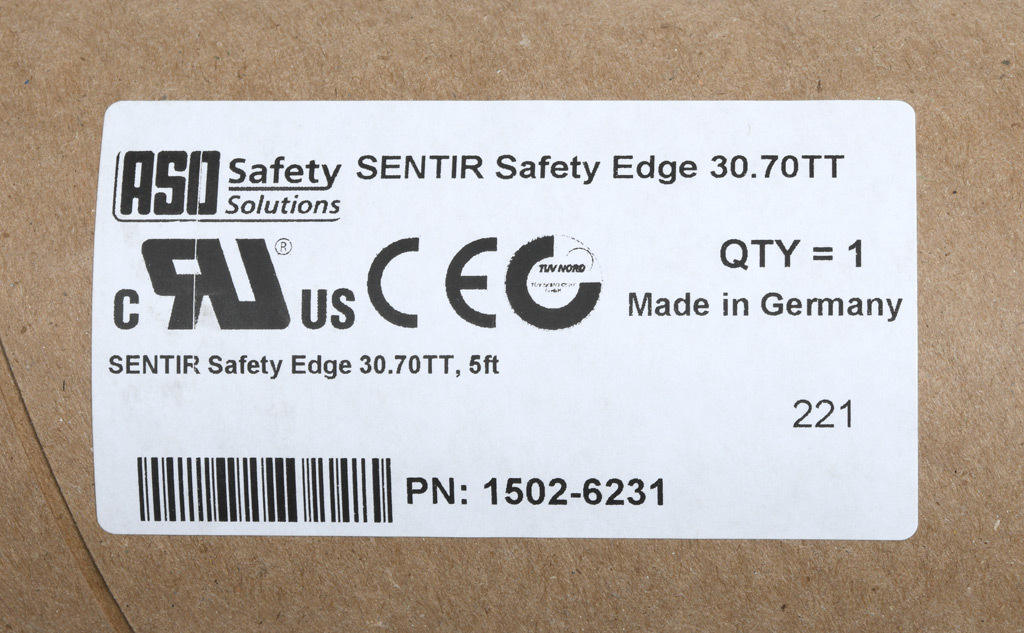 ASO Safety Solutions
SENTIR Safety Edge 30.70TT
C RU ® US CE TÜV NORD
QTY = 1
Made in Germany
SENTIR Safety Edge 30.70TT, 5ft
221
PN: 1502-6231